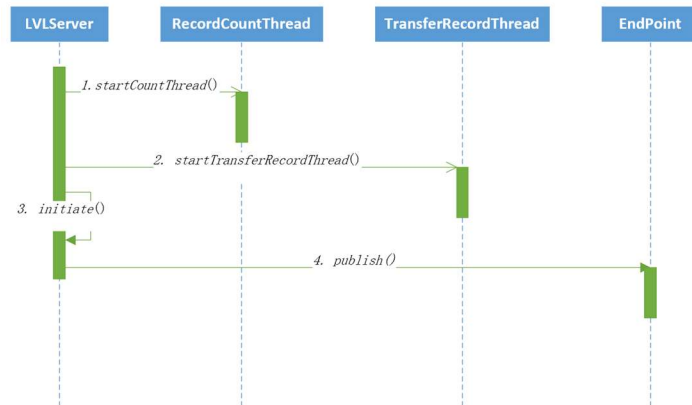 LVLServer
RecordCountThread
TransferRecordThread
EndPoint
1. startCountThread()
2. startTransferRecordThread()
3. initiate()
4. publish()